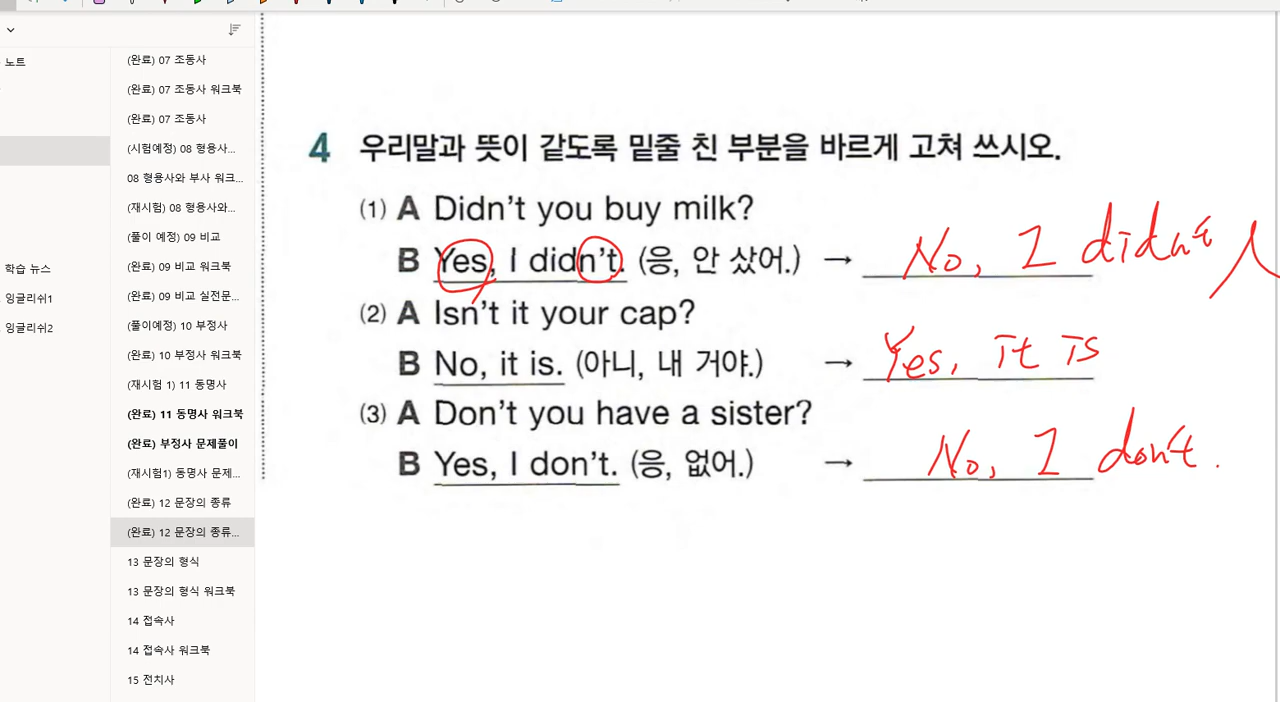 노트
학습 뉴스
잉글리쉬1
잉글리쉬2
(완료) 07 조동사
(완료) 07 조동사 워크북
(완료) 07 조동사
(시험예정) 08 형용사...
08 형용사와 부사 워크...
(재시험) 08 형용사와...
(풀이 예정) 09 비교
(완료) 09 비교 워크북
(완료) 09 비교 실전문...
(풀이예정) 10 부정사
(완료) 10 부정사 워크북
(재시험 1) 11 동명사
(완료) 11 동명사 워크북
(완료) 부정사 문제풀이
(재시험1) 동명사 문제...
(완료) 12 문장의 종류
(완료) 12 문장의 종류...
13 문장의 형식
13 문장의 형식 워크북
14 접속사
14 접속사 워크북
15 전치사
4 우리말과 뜻이 같도록 밑줄 친 부분을 바르게 고쳐 쓰시오.
(1) A Didn't you buy milk?
B Yes, I didn't. (응, 안 샀어.) → No, I didn't
(2) A Isn't it your cap?
B No, it is. (아니, 내 거야.) → Yes, it is
(3) A Don't you have a sister?
B Yes, I don't. (응, 없어.) → No, I don't.